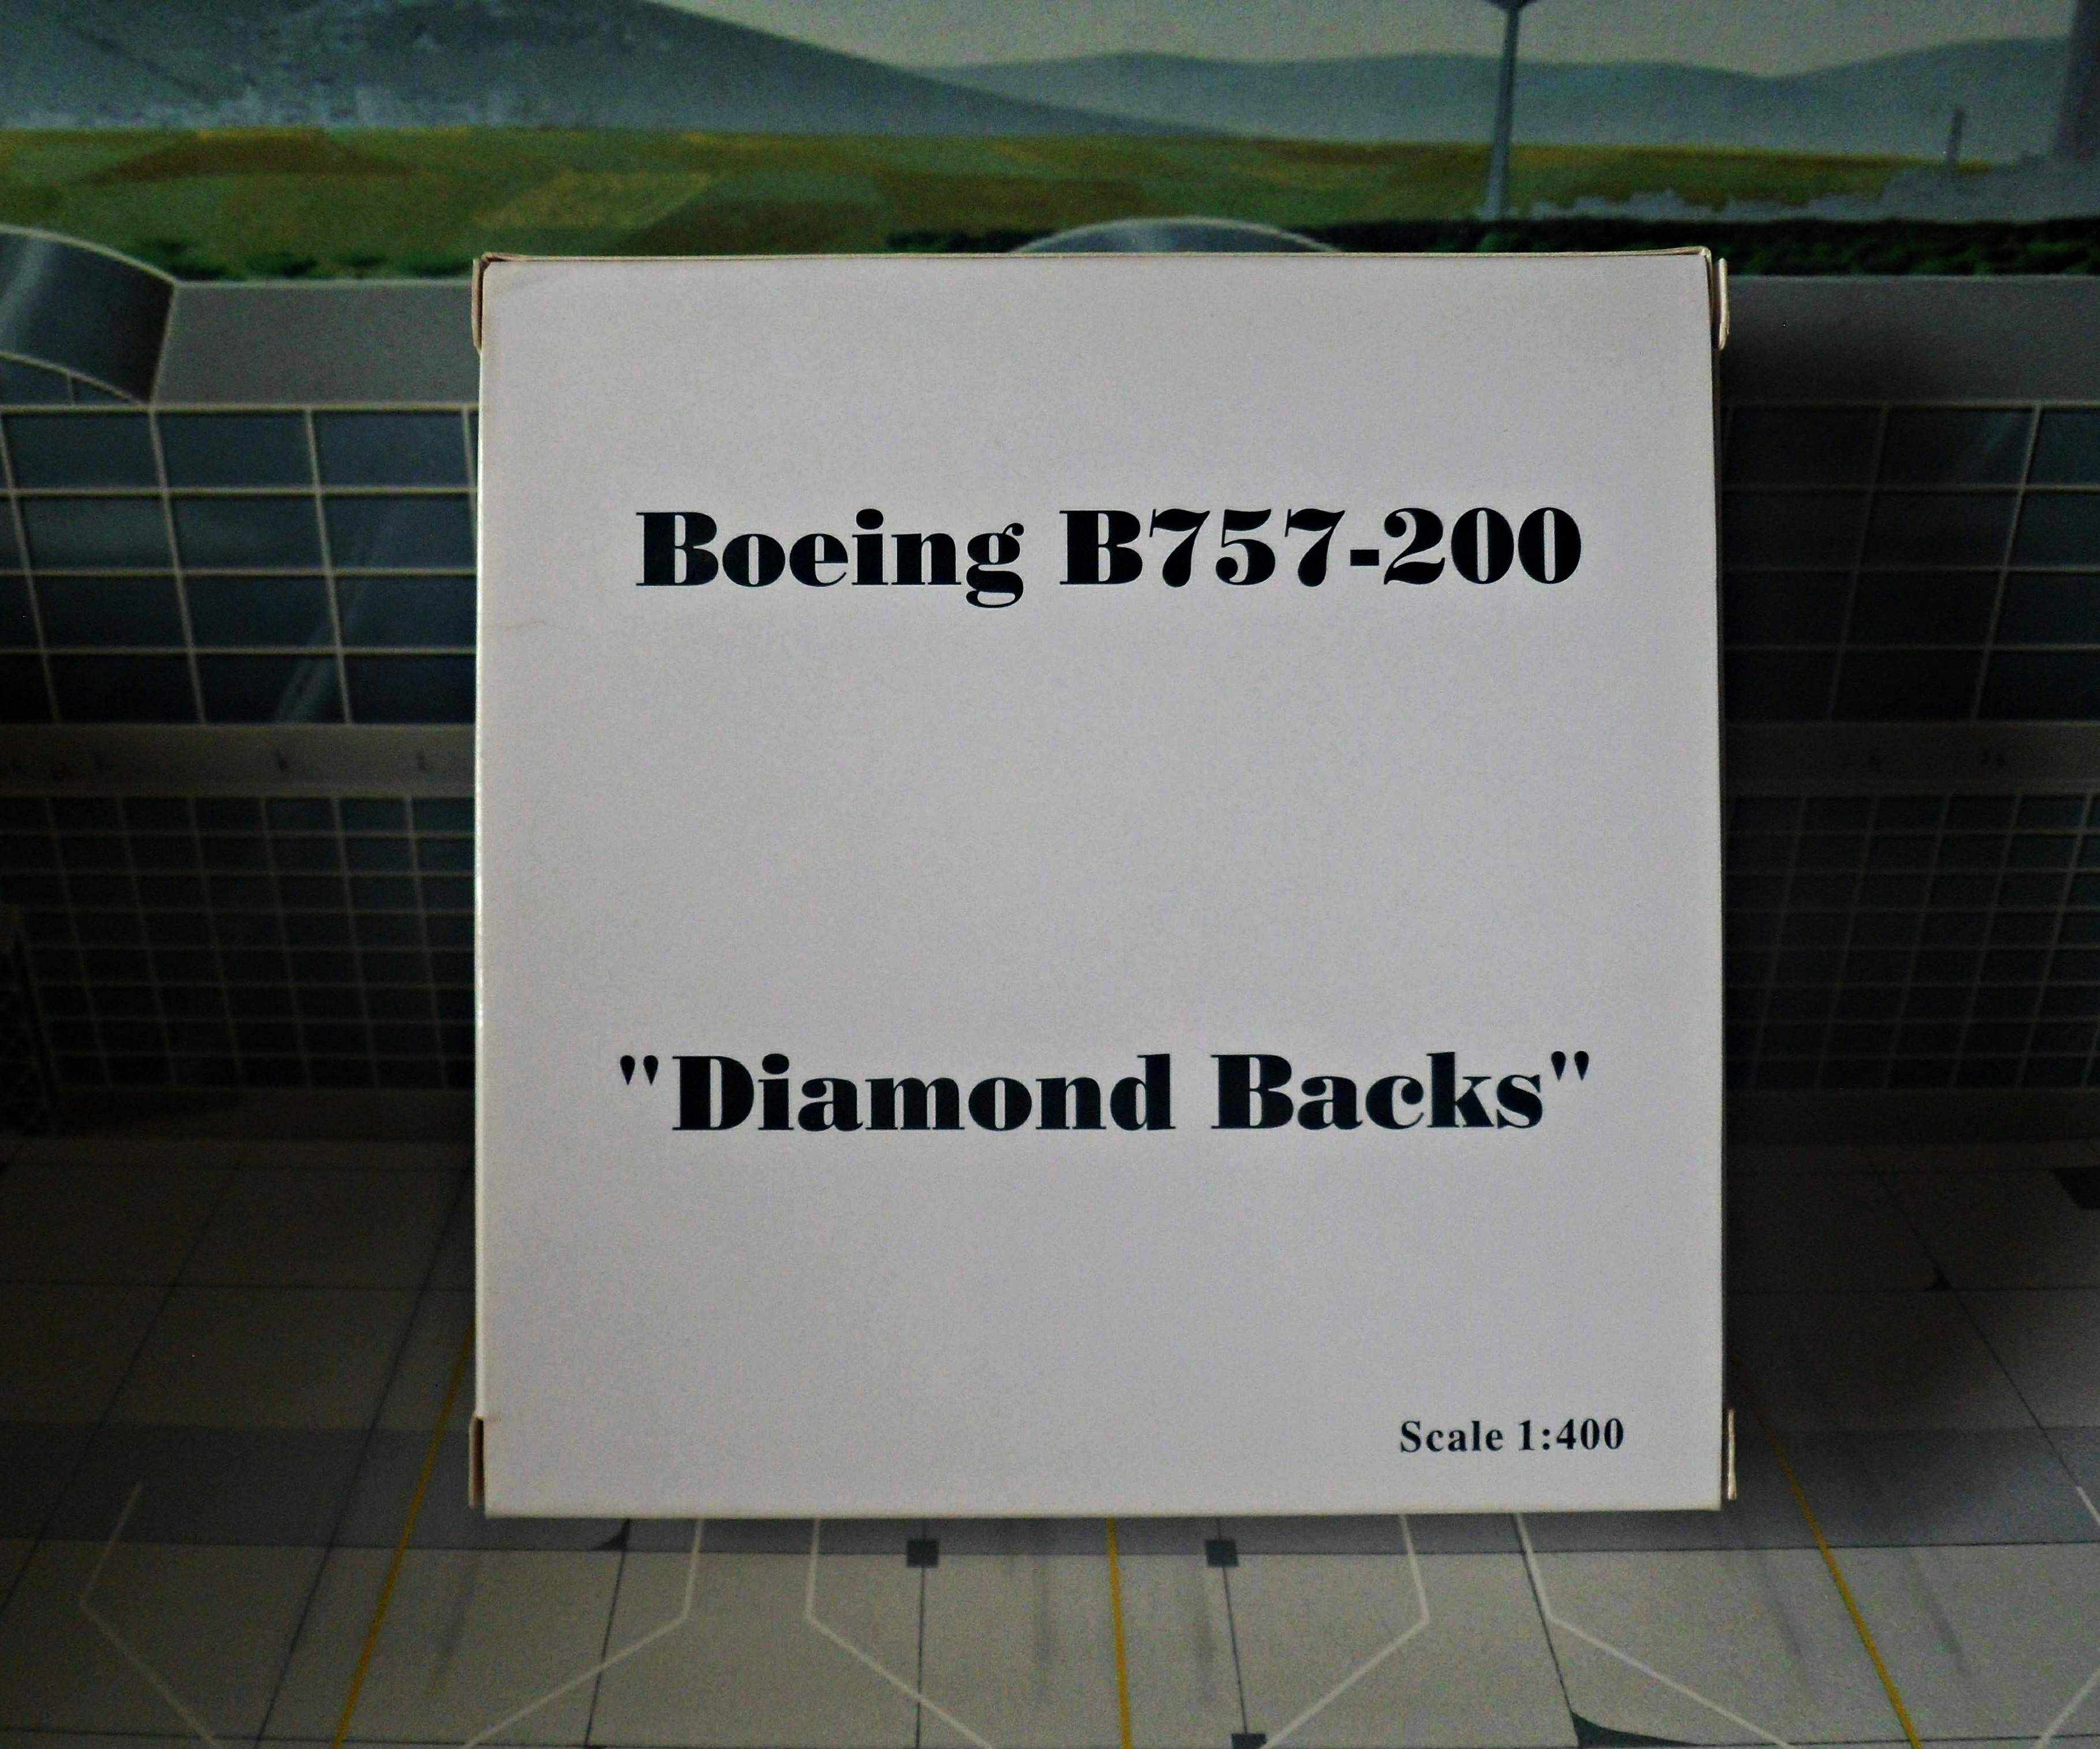 Boeing B757-200
"Diamond Backs"
Scale 1:400